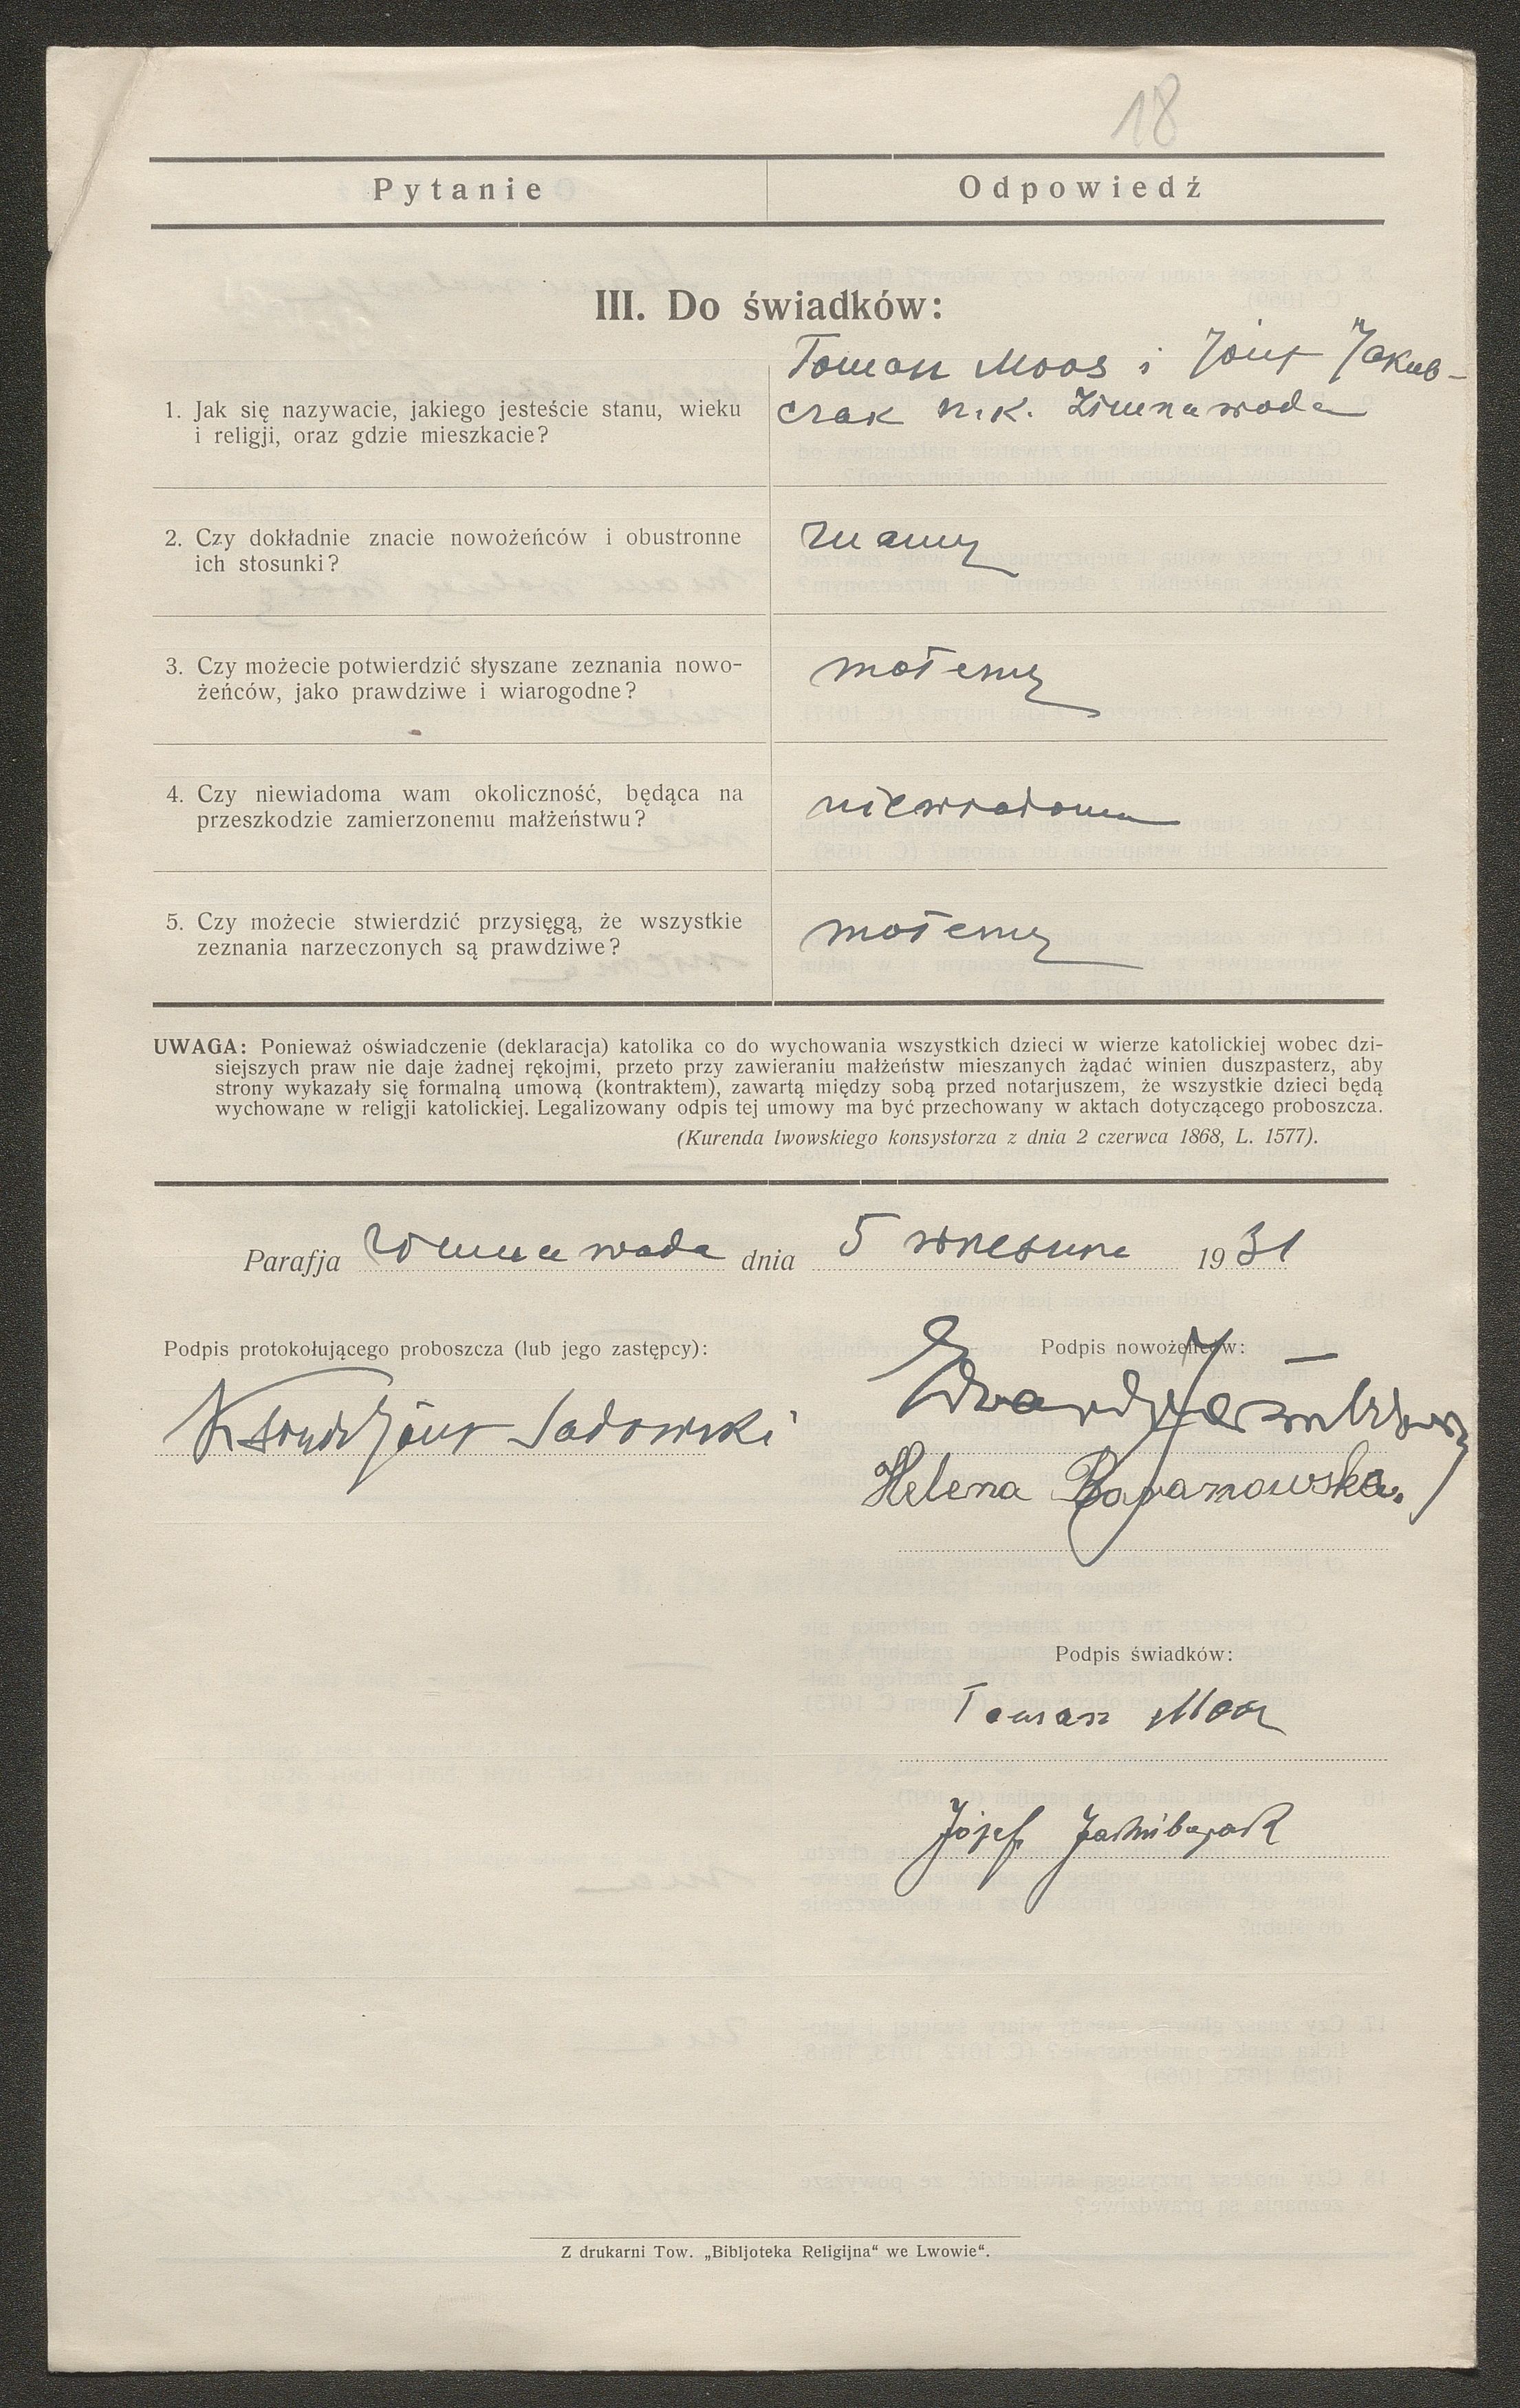 18
Pytanie Odpowiedź
III. Do świadków:
Tomasz Moos i Józef Jakub-
czak r.k. Zimnawoda
1. Jak się nazywacie, jakiego jesteście stanu, wieku
i religji, oraz gdzie mieszkacie?
2. Czy dokładnie znacie nowożeńców i obustronne
ich stosunki?
znamy
3. Czy możecie potwierdzić słyszane zeznania nowo-
żeńców, jako prawdziwe i wiarogodne?
możemy
4. Czy niewiadoma wam okoliczność, będąca na
przeszkodzie zamierzonemu małżeństwu?
niewiadoma
5. Czy możecie stwierdzić przysięgą, że wszystkie
zeznania narzeczonych są prawdziwe?
możemy
UWAGA: Ponieważ oświadczenie (deklaracja) katolika co do wychowania wszystkich dzieci w wierze katolickiej wobec dzi-
siejszych praw nie daje żadnej rękojmi, przeto przy zawieraniu małżeństw mieszanych żądać winien duszpasterz, aby
strony wykazały się formalną umową (kontraktem), zawartą między sobą przed notarjuszem, że wszystkie dzieci będą
wychowane w religji katolickiej. Legalizowany odpis tej umowy ma być przechowany w aktach dotyczącego proboszcza.
(Kurenda lwowskiego konsystorza z dnia 2 czerwca 1868, L. 1577).
Parafja Zimnawoda dnia 5 września 1931
Podpis protokołującego proboszcza (lub jego zastępcy):
Podpis nowożeńców:
Józef Sadowski
Edward
Helena Baranowska.
Podpis świadków:
Tomasz Moos
Józef Jakubczak
Z drukarni Tow. „Bibljoteka Religijna“ we Lwowie“.